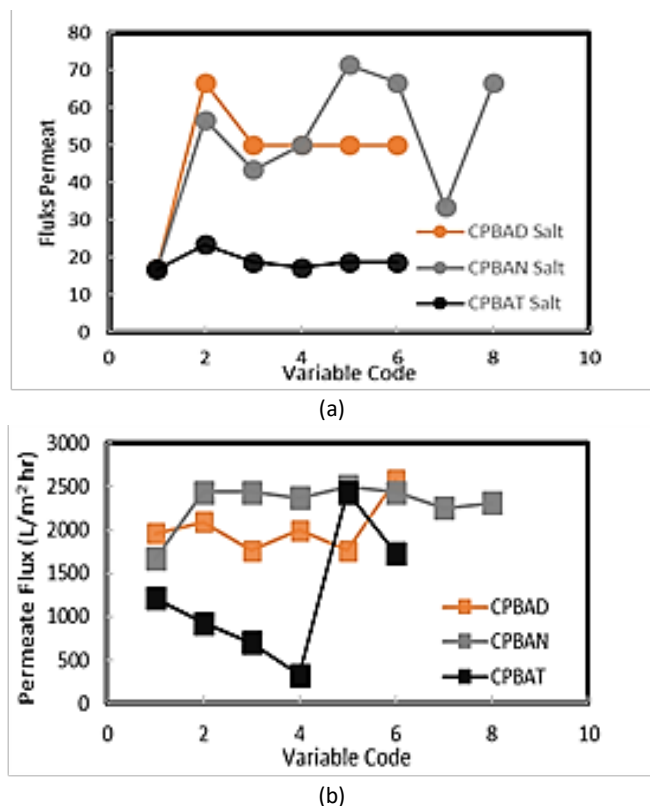 80
70
60
50
40
30
20
10
0
Fluks Permeat
CPBAD Salt
CPBAN Salt
CPBAT Salt
0 2 4 6 8 10
Variable Code
(a)
3000
2500
2000
1500
1000
500
0
Permeate Flux (L/m² hr)
CPBAD
CPBAN
CPBAT
0 2 4 6 8 10
Variable Code
(b)